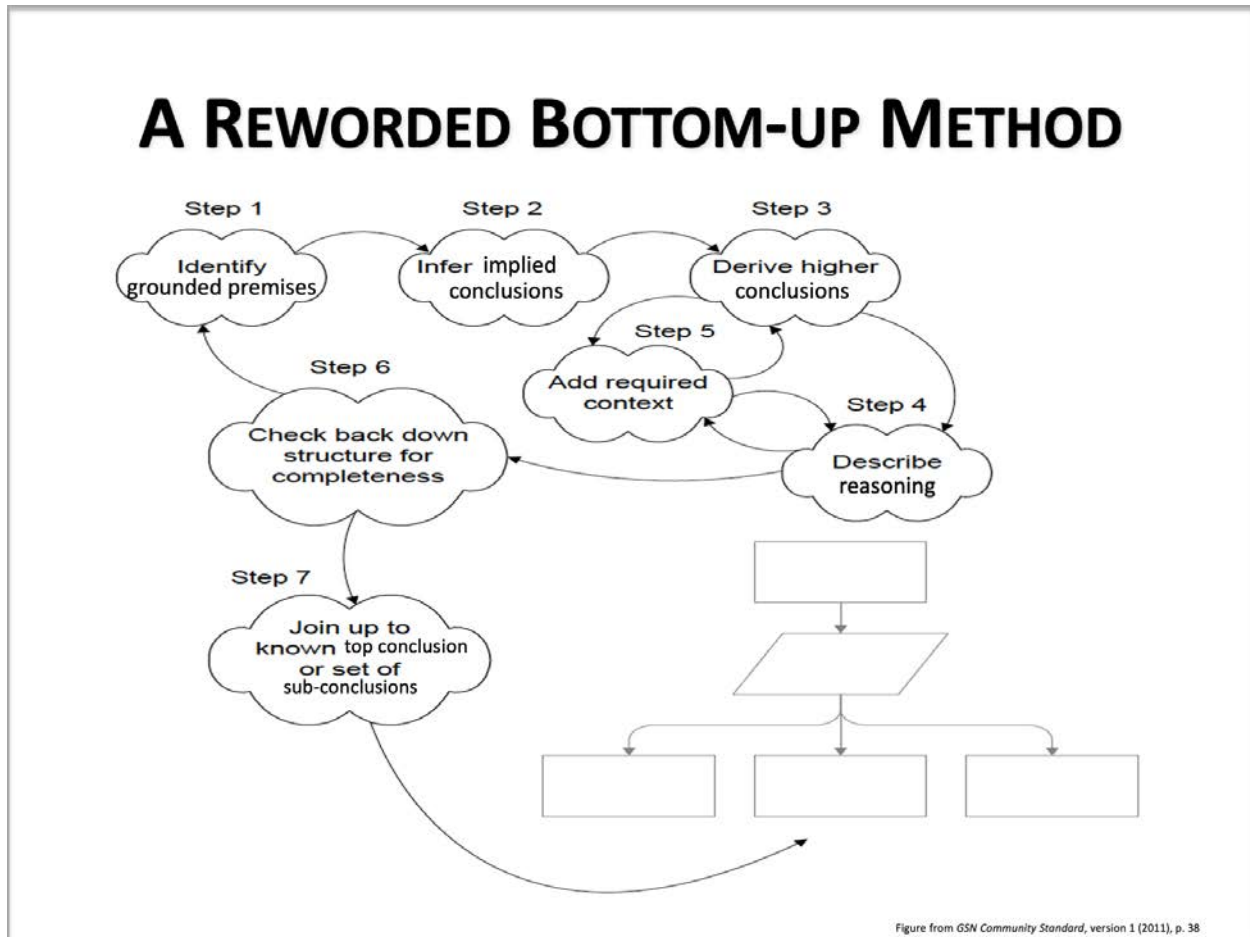 A REWORDED BOTTOM-UP METHOD
Step 1
Identify
grounded premises
Step 2
Infer implied
conclusions
Step 3
Derive higher
conclusions
Step 5
Add required
context
Step 4
Describe
reasoning
Step 6
Check back down
structure for
completeness
Step 7
Join up to
known top conclusion
or set of
sub-conclusions
Figure from GSN Community Standard, version 1 (2011), p. 38